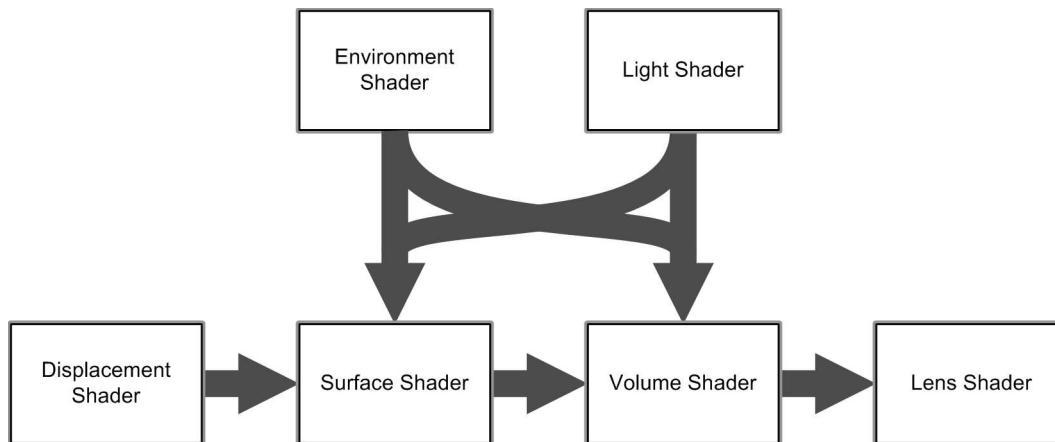 Environment
Shader
Light Shader
Displacement
Shader
Surface Shader
Volume Shader
Lens Shader